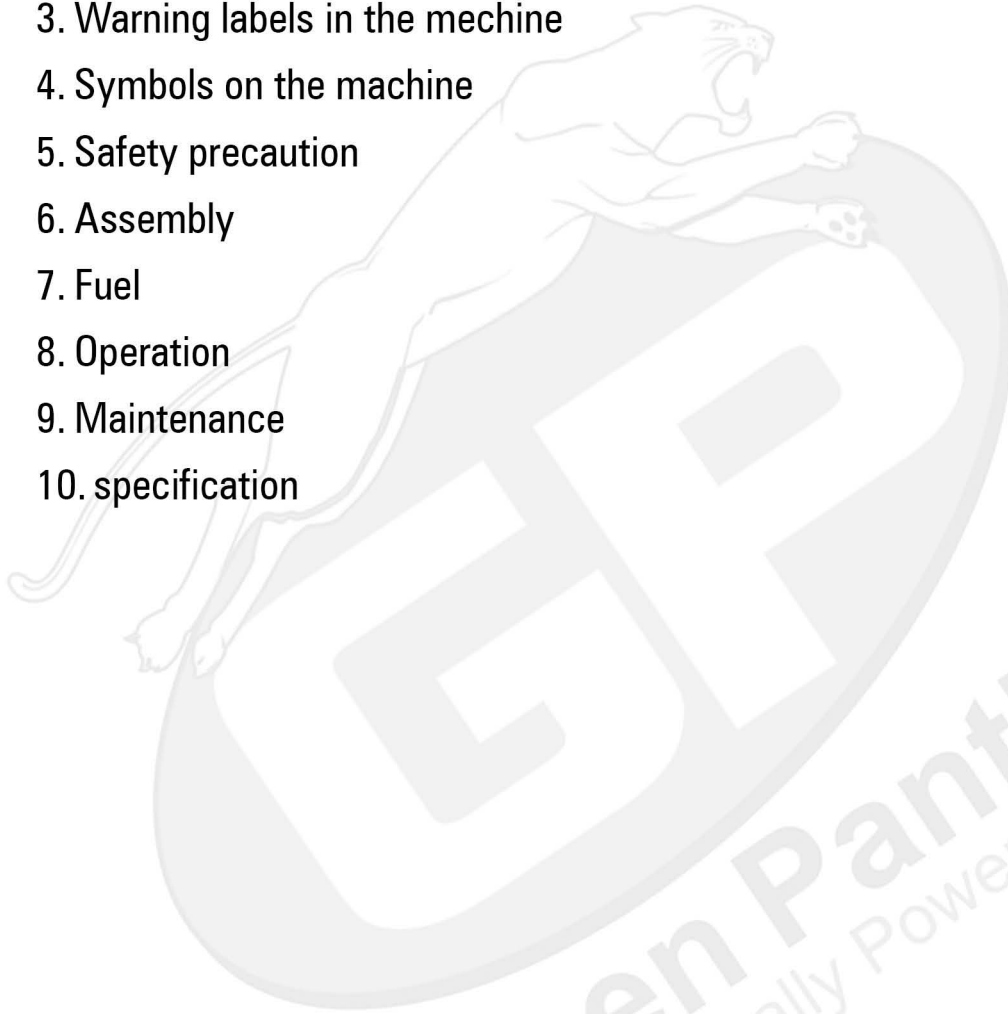 3. Warning labels in the mechine
4. Symbols on the machine
5. Safety precaution
6. Assembly
7. Fuel
8. Operation
9. Maintenance
10. specification
GP